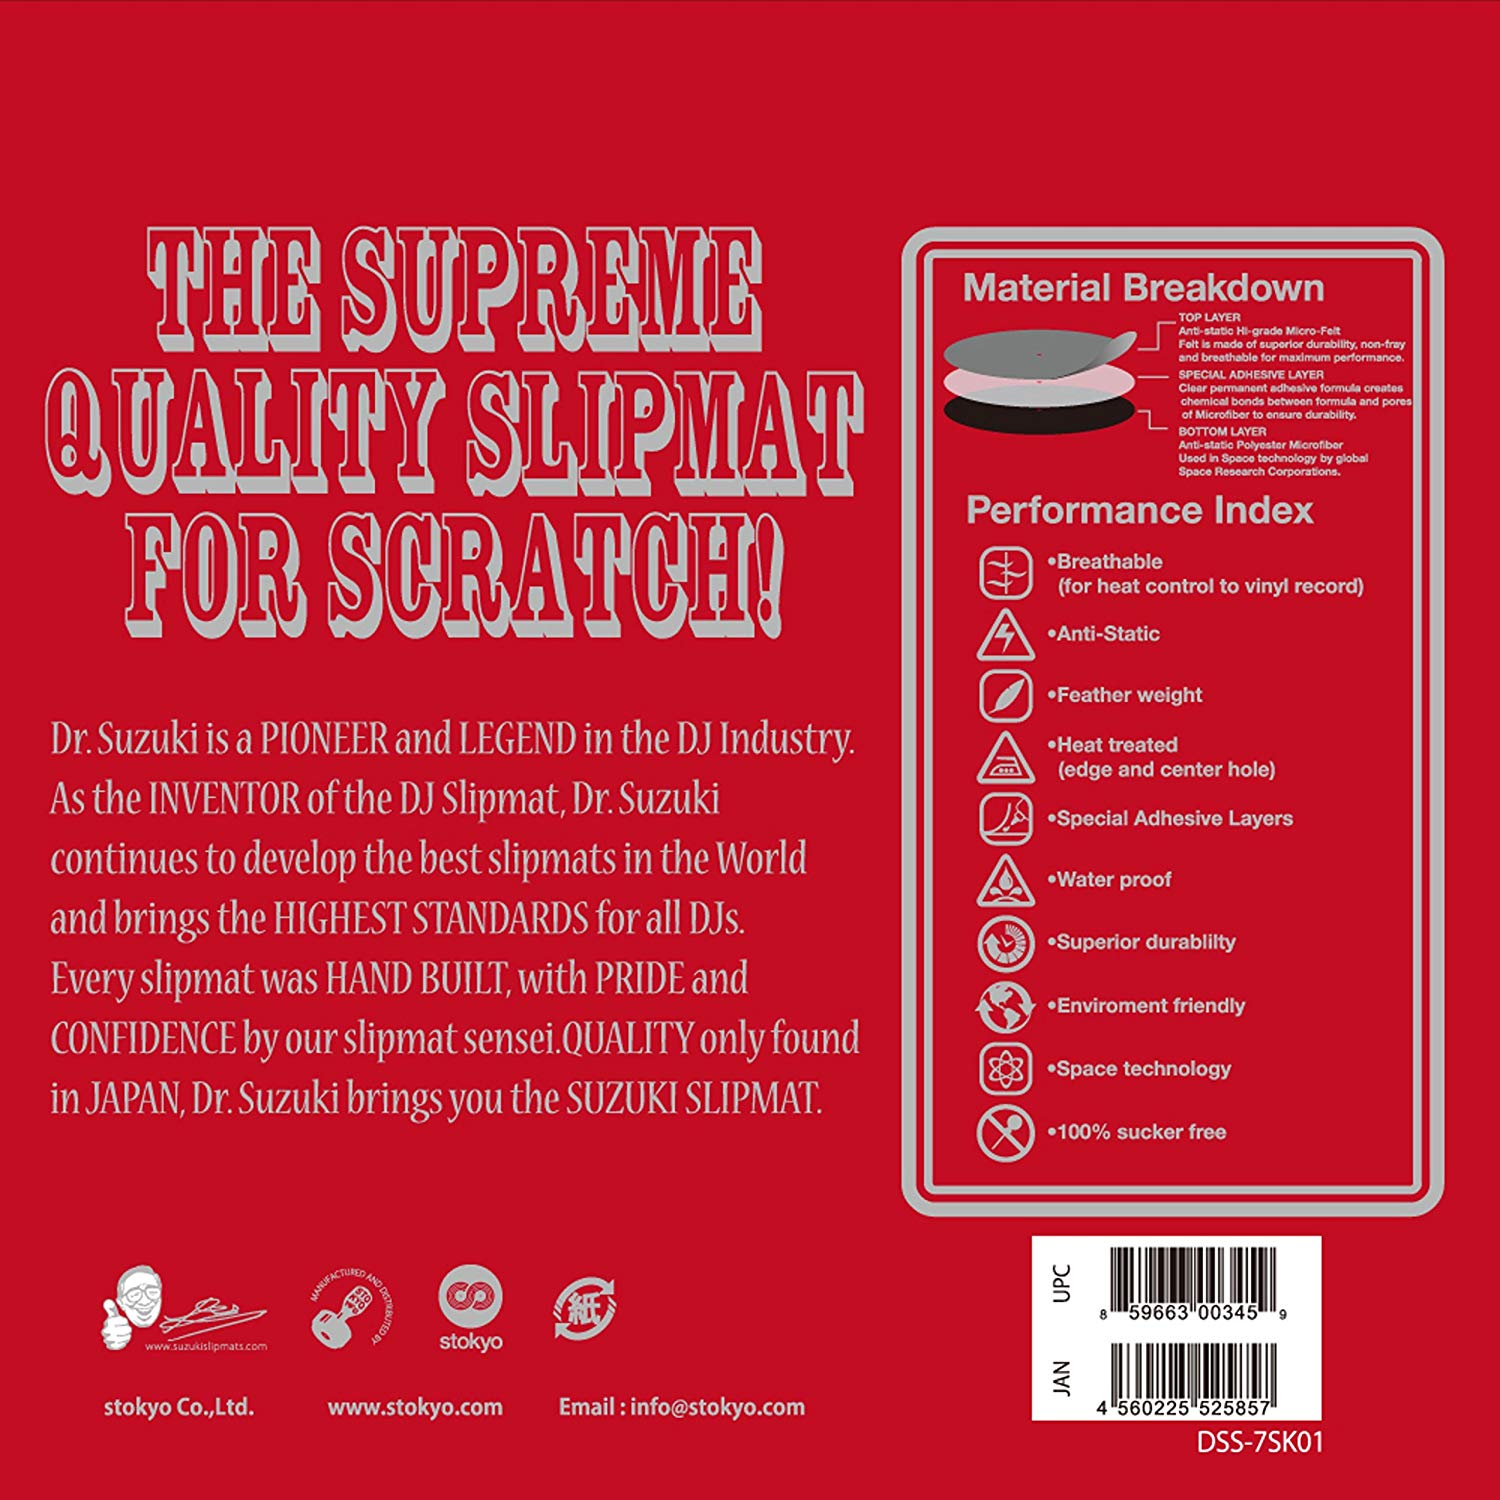 THE SUPREME
QUALITY SLIPMAT
FOR SCRATCH!
Dr. Suzuki is a PIONEER and LEGEND in the DJ Industry.
As the INVENTOR of the DJ Slipmat, Dr. Suzuki
continues to develop the best slipmats in the World
and brings the HIGHEST STANDARDS for all DJs.
Every slipmat was HAND BUILT, with PRIDE and
CONFIDENCE by our slipmat sensei.QUALITY only found
in JAPAN, Dr. Suzuki brings you the SUZUKI SLIPMAT.
Material Breakdown
TOP LAYER
Anti-static Hi-grade Micro-Felt
Felt is made of superior durability, non-fray
and breathable for maximum performance.
SPECIAL ADHESIVE LAYER
Clear permanent adhesive formula creates
chemical bonds between formula and pores
of Microfiber to ensure durability.
BOTTOM LAYER
Anti-static Polyester Microfiber
Used in Space technology by global
Space Research Corporations.
Performance Index
•Breathable
(for heat control to vinyl record)
•Anti-Static
•Feather weight
•Heat treated
(edge and center hole)
•Special Adhesive Layers
•Water proof
•Superior durablilty
•Enviroment friendly
•Space technology
•100% sucker free
www.suzukislipmats.com
MANUFACTURED AND DISTRIBUTED BY
stokyo
紙
stokyo Co.,Ltd.
www.stokyo.com
Email : info@stokyo.com
UPC
8 59663 00345 9
JAN
4 560225 525857
DSS-7SK01